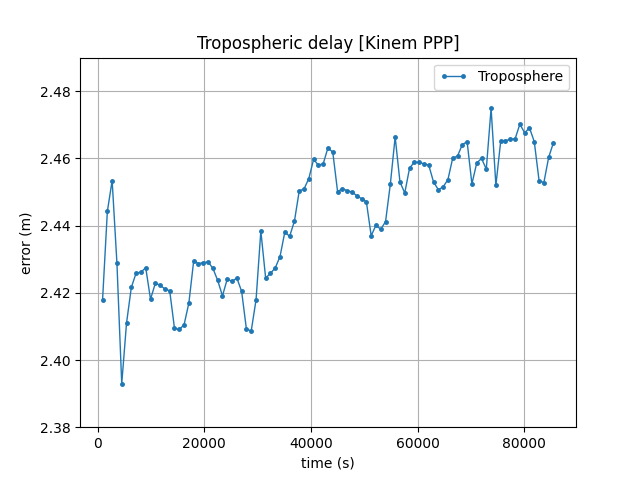 Tropospheric delay [Kinem PPP]
Troposphere
2.48
2.46
2.44
2.42
2.40
2.38
error (m)
0 20000 40000 60000 80000
time (s)